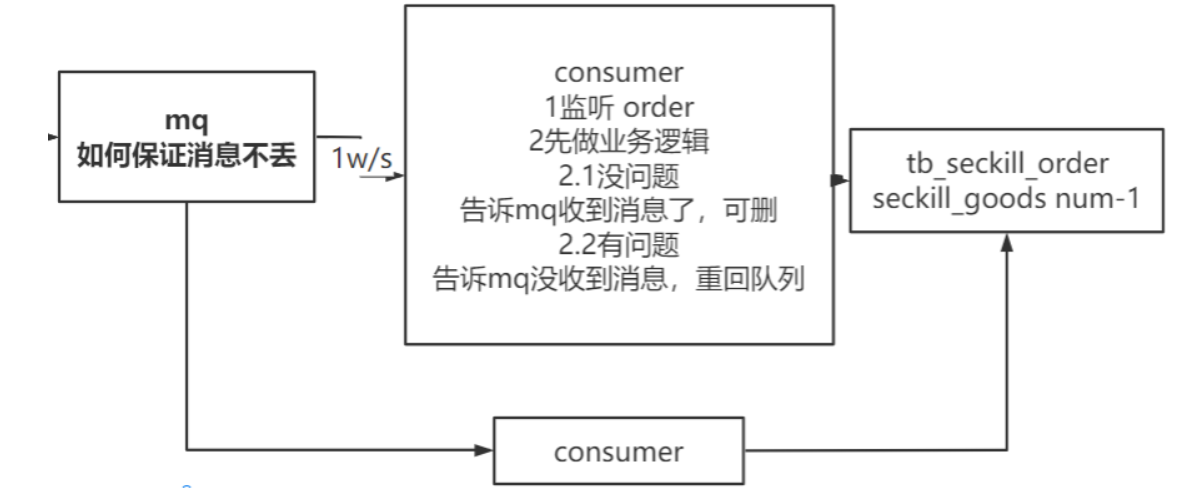 mq
如何保证消息不丢
1w/s
consumer
1监听 order
2先做业务逻辑
2.1没问题
告诉mq收到消息了，可删
2.2有问题
告诉mq没收到消息，重回队列
tb_seckill_order
seckill_goods num-1
consumer